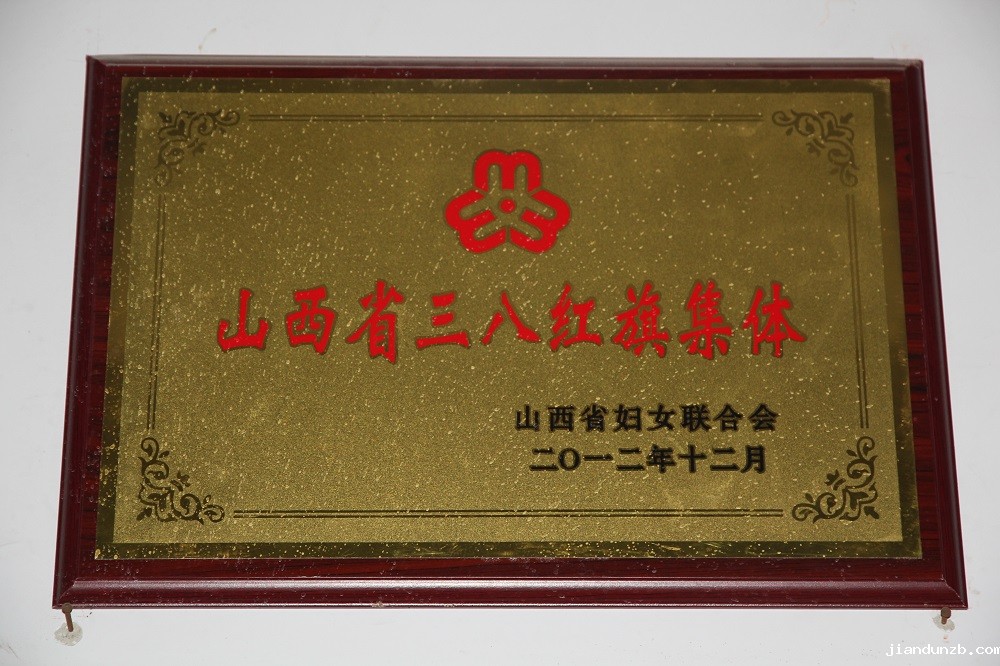 山西省三八红旗集体
山西省妇女联合会
二〇一二年十二月
jiandunzb.com